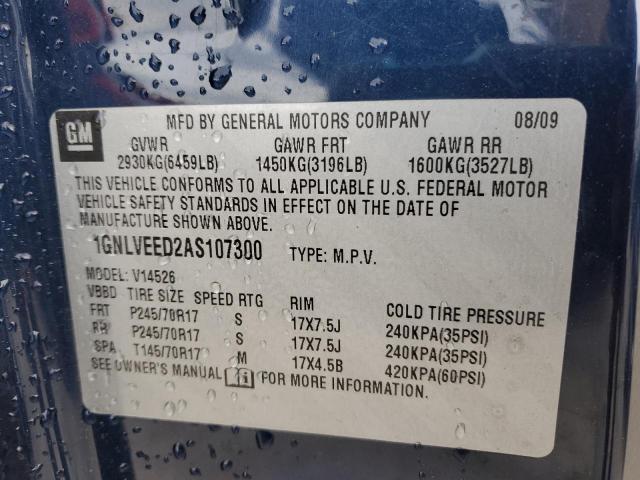 GM
MFD BY GENERAL MOTORS COMPANY 08/09
GVWR GAWR FRT GAWR RR
2930KG(6459LB) 1450KG(3196LB) 1600KG(3527LB)
THIS VEHICLE CONFORMS TO ALL APPLICABLE U.S. FEDERAL MOTOR
VEHICLE SAFETY STANDARDS IN EFFECT ON THE DATE OF
MANUFACTURE SHOWN ABOVE.
1GNLVEED2AS107300 TYPE: M.P.V.
MODEL: V14526
VBBD TIRE SIZE SPEED RTG RIM COLD TIRE PRESSURE
FRT P245/70R17 S 17X7.5J 240KPA(35PSI)
RR P245/70R17 S 17X7.5J 240KPA(35PSI)
SPA T145/70R17 M 17X4.5B 420KPA(60PSI)
SEE OWNER'S MANUAL FOR MORE INFORMATION.